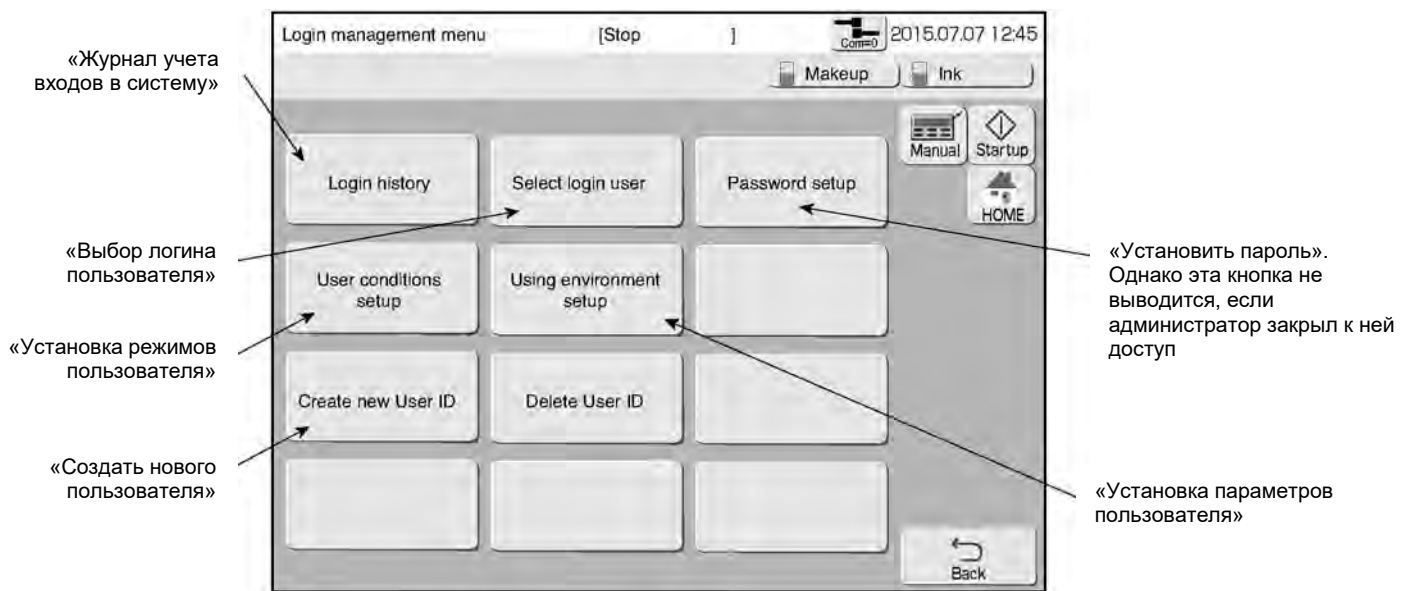 Login management menu [Stop ] Com=0 2015.07.07 12:45
Makeup Ink
Manual Startup
HOME
Login history Select login user Password setup
User conditions
setup
Using environment
setup
Create new User ID Delete User ID
Back
«Журнал учета
входов в систему»
«Выбор логина
пользователя»
«Установка режимов
пользователя»
«Создать нового
пользователя»
«Установить пароль».
Однако эта кнопка не
выводится, если
администратор закрыл к ней
доступ
«Установка параметров
пользователя»